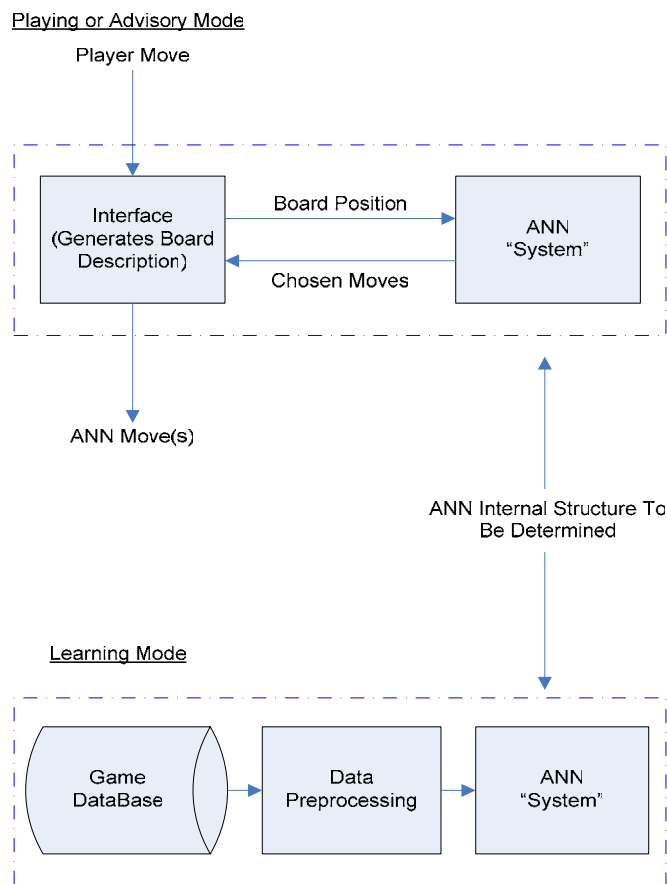 Playing or Advisory Mode
Player Move
Interface
(Generates Board
Description)
Board Position
Chosen Moves
ANN
“System”
ANN Move(s)
ANN Internal Structure To
Be Determined
Learning Mode
Game
DataBase
Data
Preprocessing
ANN
“System”